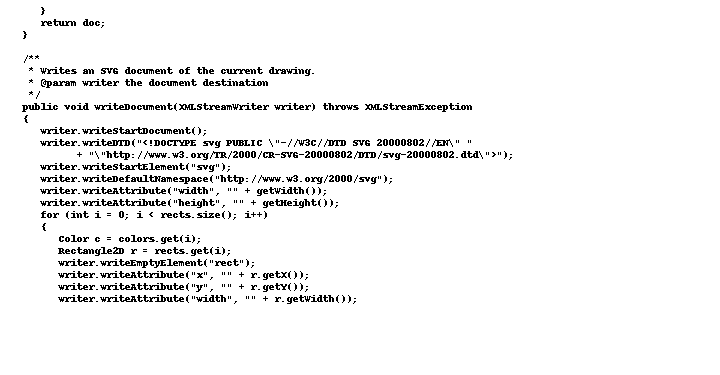 }
return doc;
}
/**
* Writes an SVG document of the current drawing.
* @param writer the document destination
*/
public void writeDocument(XMLStreamWriter writer) throws XMLStreamException
{
writer.writeStartDocument();
writer.writeDTD("<!DOCTYPE svg PUBLIC \"-//W3C//DTD SVG 20000802//EN\" "
+ "\"http://www.w3.org/TR/2000/CR-SVG-20000802/DTD/svg-20000802.dtd\">");
writer.writeStartElement("svg");
writer.writeDefaultNamespace("http://www.w3.org/2000/svg");
writer.writeAttribute("width", "" + getWidth());
writer.writeAttribute("height", "" + getHeight());
for (int i = 0; i < rects.size(); i++)
{
Color c = colors.get(i);
Rectangle2D r = rects.get(i);
writer.writeEmptyElement("rect");
writer.writeAttribute("x", "" + r.getX());
writer.writeAttribute("y", "" + r.getY());
writer.writeAttribute("width", "" + r.getWidth());